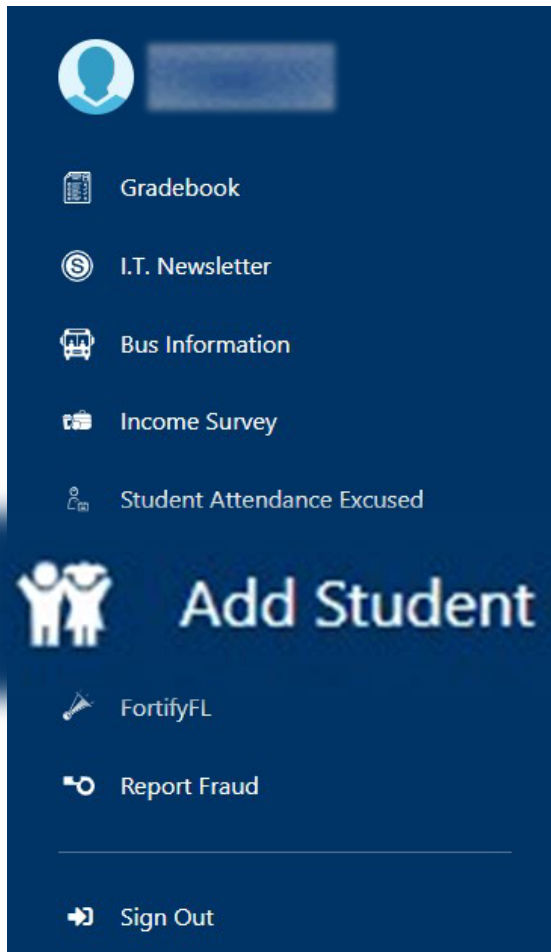 Gradebook
I.T. Newsletter
Bus Information
Income Survey
Student Attendance Excused
Add Student
FortifyFL
Report Fraud
Sign Out